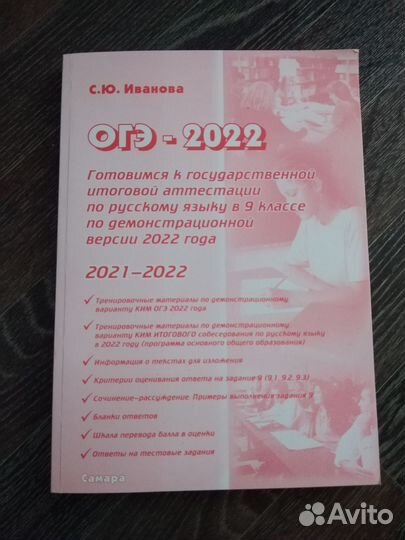 С.Ю. Иванова
ОГЭ - 2022
Готовимся к государственной
итоговой аттестации
по русскому языку в 9 классе
по демонстрационной
версии 2022 года
2021–2022
✓ Тренировочные материалы по демонстрационному
варианту КИМ ОГЭ 2022 года
✓ Тренировочные материалы по демонстрационному
варианту КИМ ИТОГОВОГО собеседования по русскому языку
в 2022 году (программа основного общего образования)
✓ Информация о текстах для изложения
✓ Критерии оценивания ответа на задание 9 (9.1, 9.2, 9.3)
✓ Сочинение–рассуждение. Примеры выполнения задания 9
✓ Бланки ответов
✓ Шкала перевода балла в оценки
✓ Ответы на тестовые задания
Самара
Avito